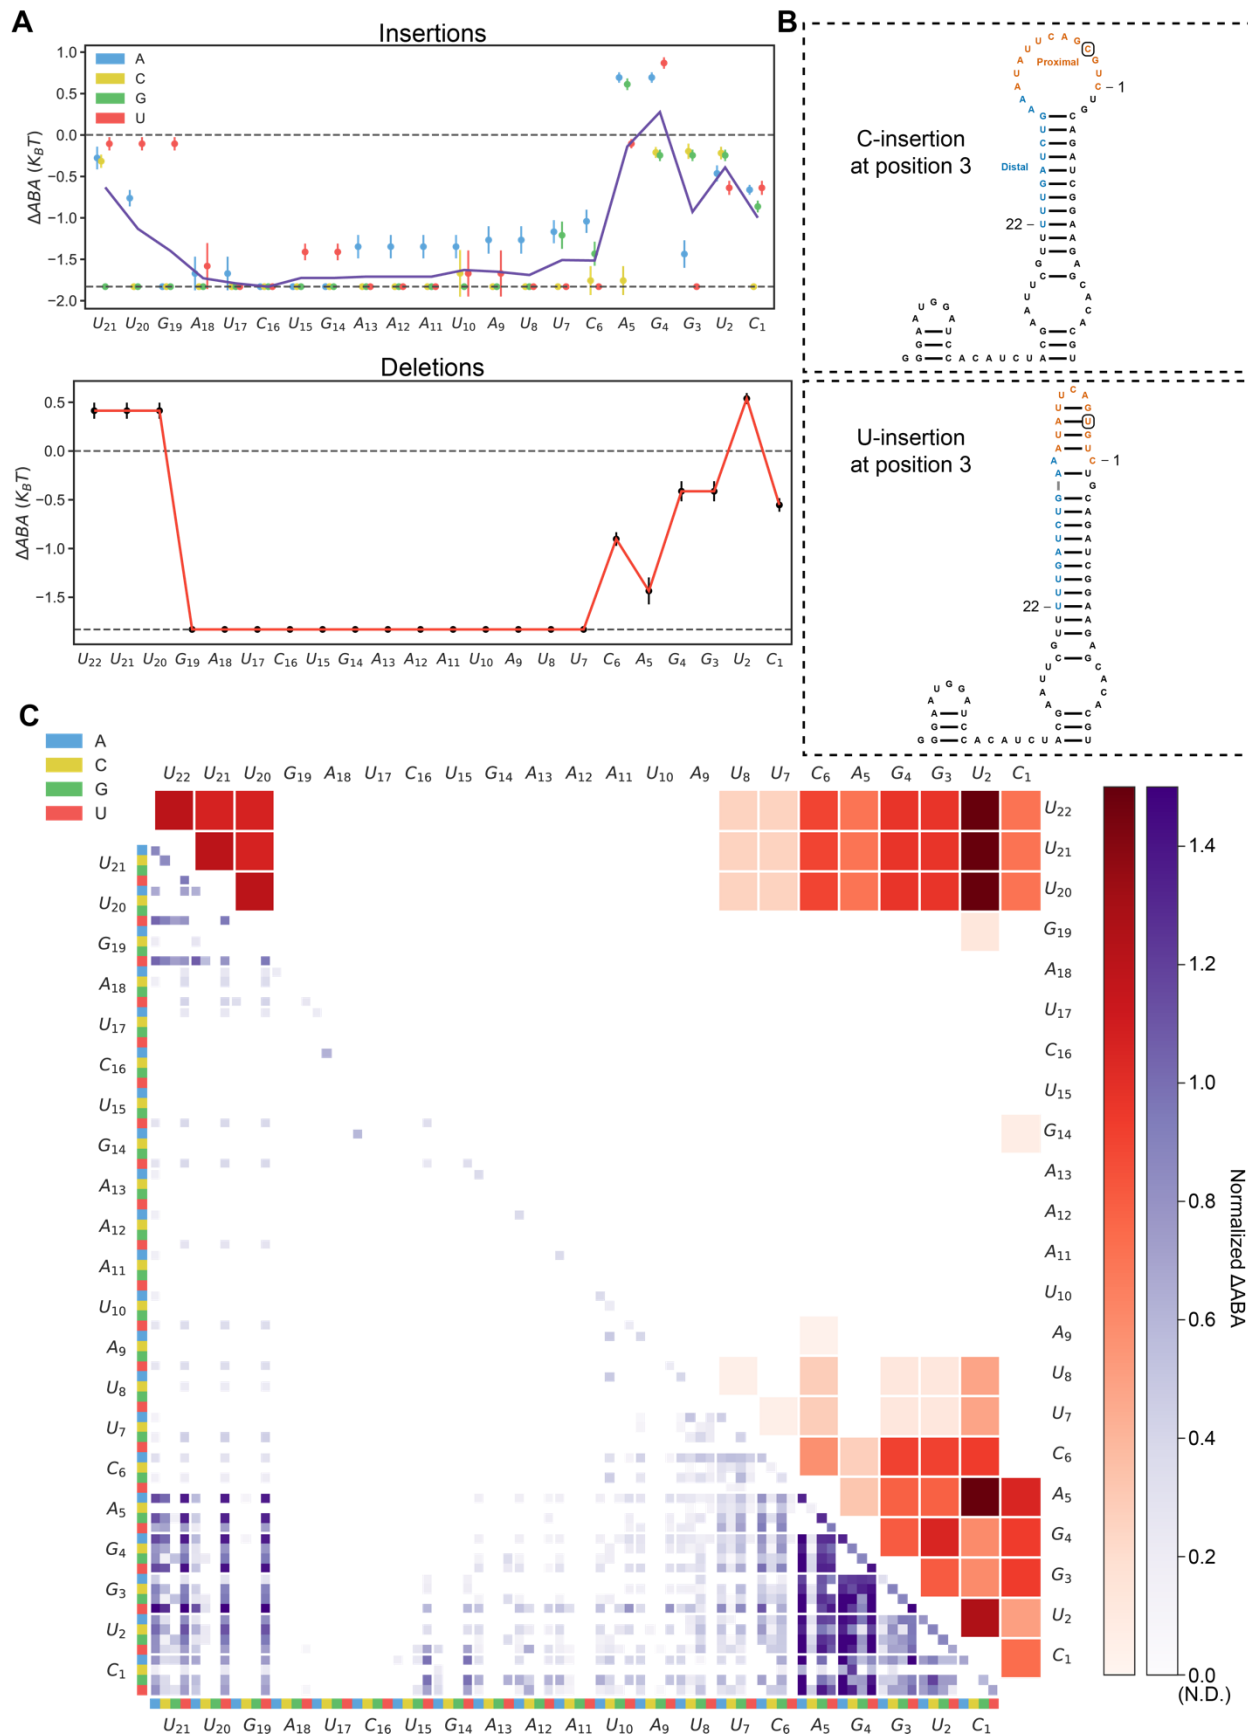 A
Insertions
A
C
G
U
ΔABA (K_BT)
1.0
0.5
0.0
−0.5
−1.0
−1.5
−2.0
U21 U20 G19 A18 U17 C16 U15 G14 A13 A12 A11 U10 A9 U8 U7 C6 A5 G4 G3 U2 C1
Deletions
ΔABA (K_BT)
0.5
0.0
−0.5
−1.0
−1.5
U22 U21 U20 G19 A18 U17 C16 U15 G14 A13 A12 A11 U10 A9 U8 U7 C6 A5 G4 G3 U2 C1
B
Proximal
1
C-insertion
at position 3
Distal
22
U-insertion
at position 3
1
22
C
A
C
G
U
U22 U21 U20 G19 A18 U17 C16 U15 G14 A13 A12 A11 U10 A9 U8 U7 C6 A5 G4 G3 U2 C1
U22
U21
U20
G19
A18
U17
C16
U15
G14
A13
A12
A11
U10
A9
U8
U7
C6
A5
G4
G3
U2
C1
U21
U20
G19
A18
U17
C16
U15
G14
A13
A12
A11
U10
A9
U8
U7
C6
A5
G4
G3
U2
C1
U21 U20 G19 A18 U17 C16 U15 G14 A13 A12 A11 U10 A9 U8 U7 C6 A5 G4 G3 U2 C1
1.4
1.2
1.0
0.8
0.6
0.4
0.2
0.0
(N.D.)
Normalized ΔABA